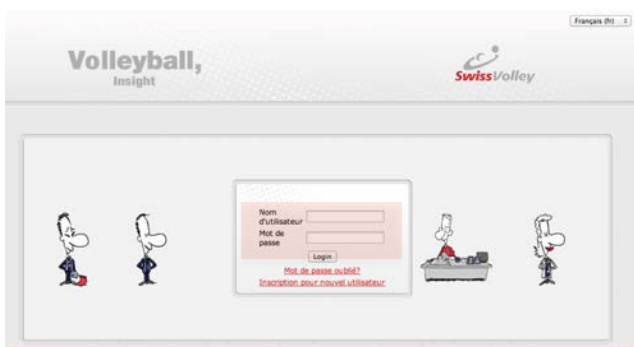 Français (fr)
Volleyball,
Insight
SwissVolley
Nom
d'utilisateur
Mot de
passe
Login
Mot de passe oublié?
Inscription pour nouvel utilisateur